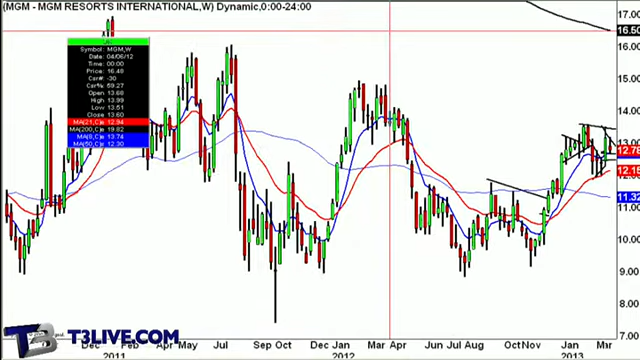 (MGM - MGM RESORTS INTERNATIONAL,W) Dynamic,0:00-24:00
17.00
16.50
Symbol: MGM,W
Date: 04/06/12
Time: 00:00
Price: 16.48
Bar#: -30
Bar%: 69.27
Open: 13.68
High: 13.99
Low: 13.51
Close: 13.60
MA(21,C)= 12.94
MA(200,C)= 19.82
MA(8,C)= 13.74
MA(50,C)= 12.30
16.00
15.00
14.00
13.00
12.78
12.15
11.32
11.00
10.00
9.00
8.00
7.00
T3 T3LIVE.COM
Dec Mar Apr May Jun Jul Sep Oct Dec Jan Mar Apr Jun Jul Aug Oct Nov Jan Mar
2011 2012 2013